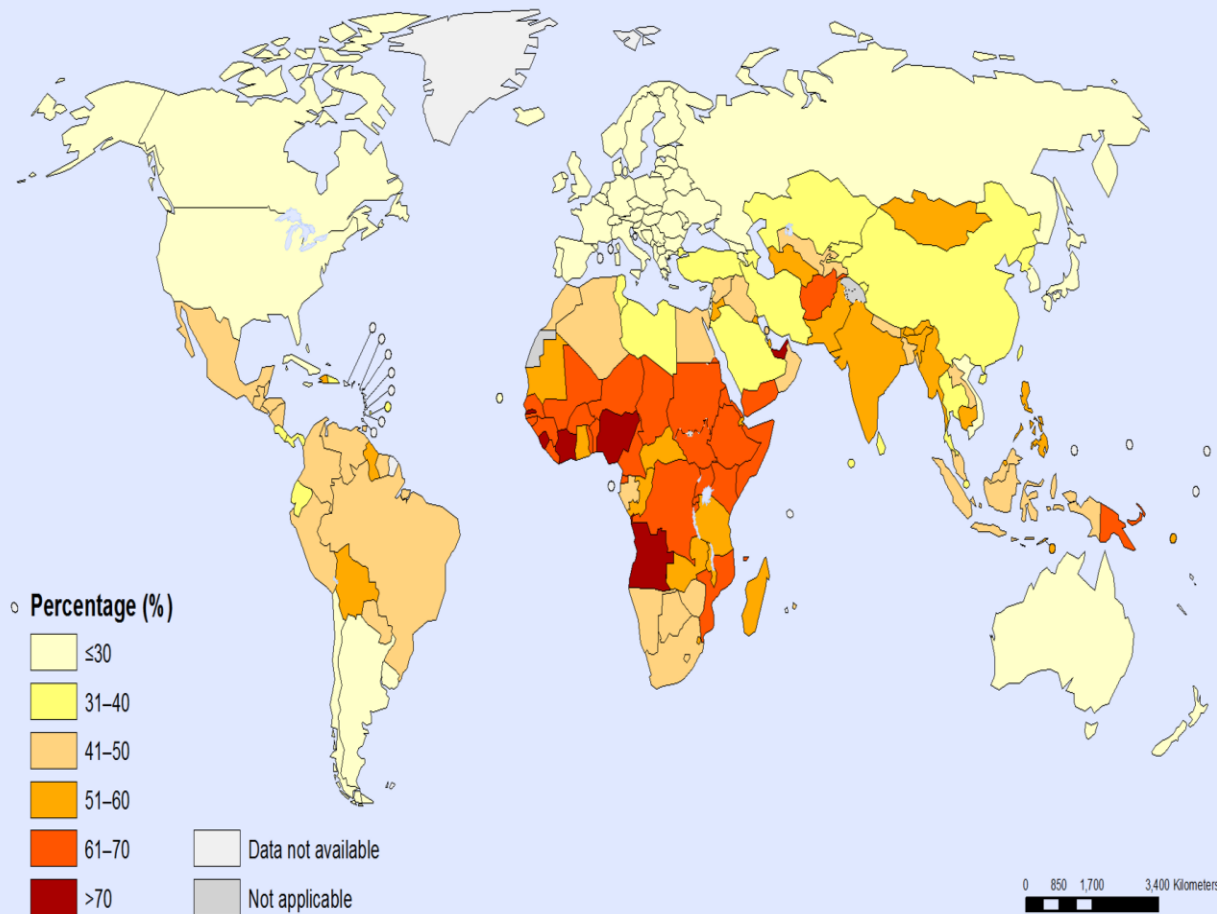 Percentage (%)
≤30
31–40
41–50
51–60
61–70
>70
Data not available
Not applicable
0 850 1,700 3,400 Kilometers